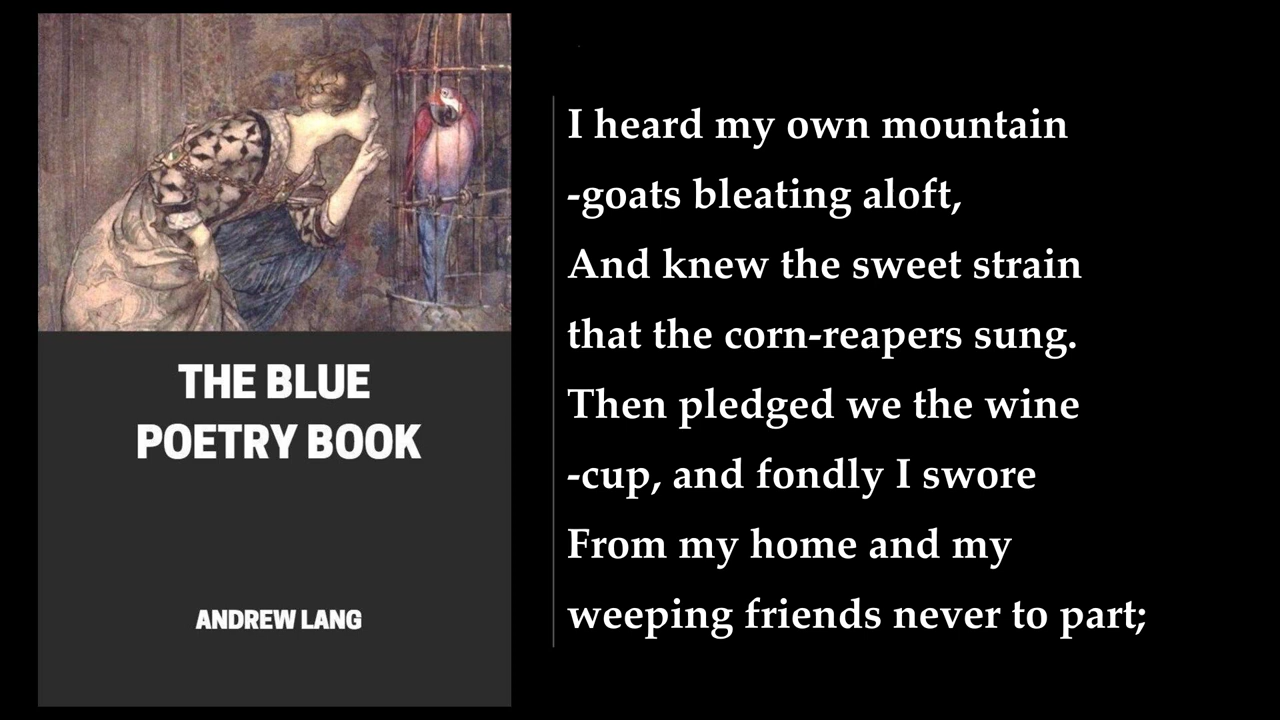 THE BLUE
POETRY BOOK
ANDREW LANG
I heard my own mountain
-goats bleating aloft,
And knew the sweet strain
that the corn-reapers sung.
Then pledged we the wine
-cup, and fondly I swore
From my home and my
weeping friends never to part;